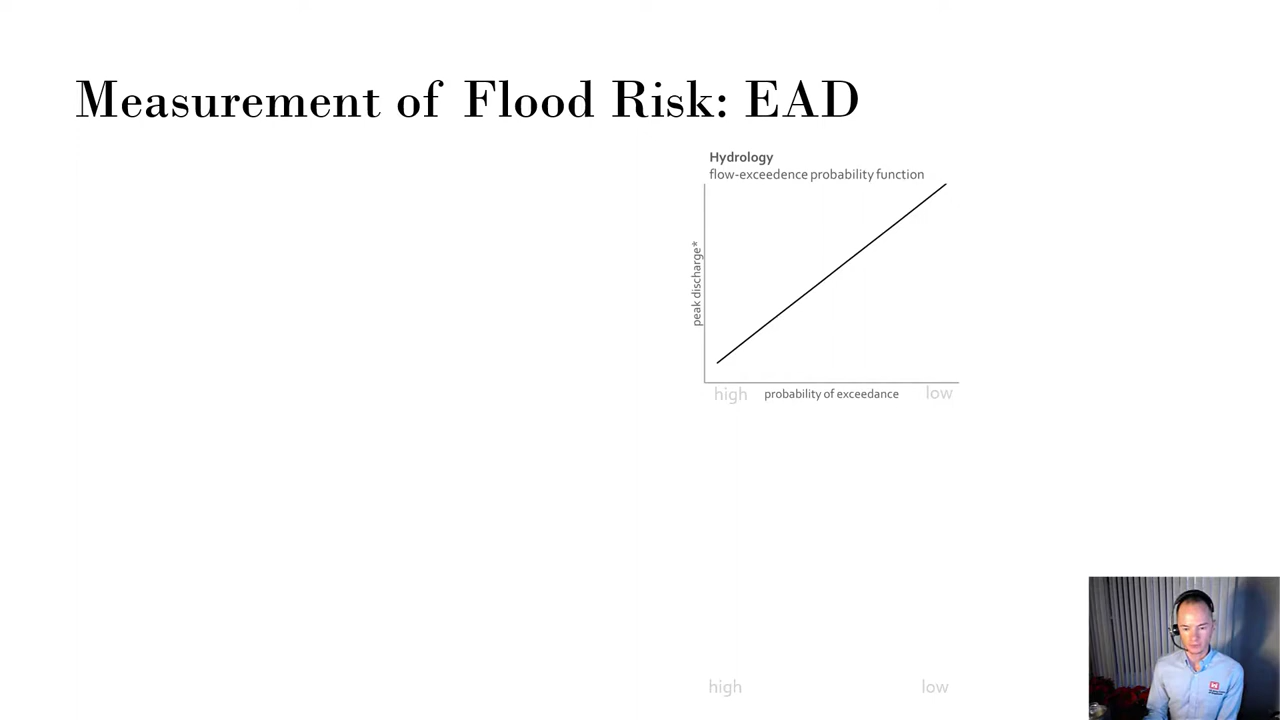 Measurement of Flood Risk: EAD
Hydrology
flow-exceedence probability function
peak discharge*
high probability of exceedance low
high low